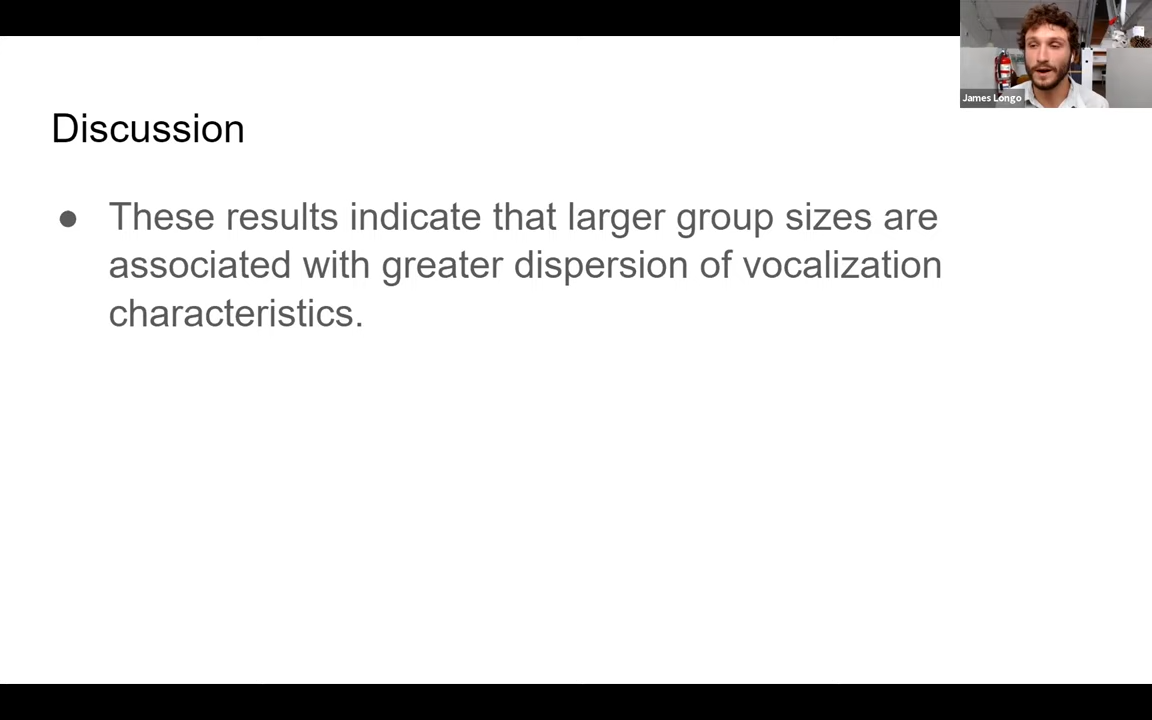 James Longo
Discussion
● These results indicate that larger group sizes are
associated with greater dispersion of vocalization
characteristics.